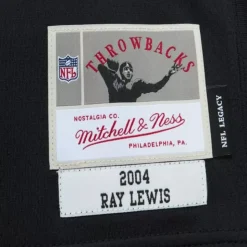 THROWBACKS
NFL
NOSTALGIA CO.
Mitchell & Ness
PHILADELPHIA, PA.
NFL LEGACY
2004
RAY LEWIS